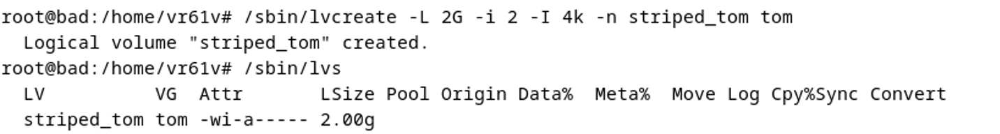 root@bad:/home/vr61v# /sbin/lvcreate -L 2G -i 2 -I 4k -n striped_tom tom
  Logical volume "striped_tom" created.
root@bad:/home/vr61v# /sbin/lvs
  LV          VG  Attr       LSize Pool Origin Data%  Meta%  Move Log Cpy%Sync Convert
  striped_tom tom -wi-a----- 2.00g